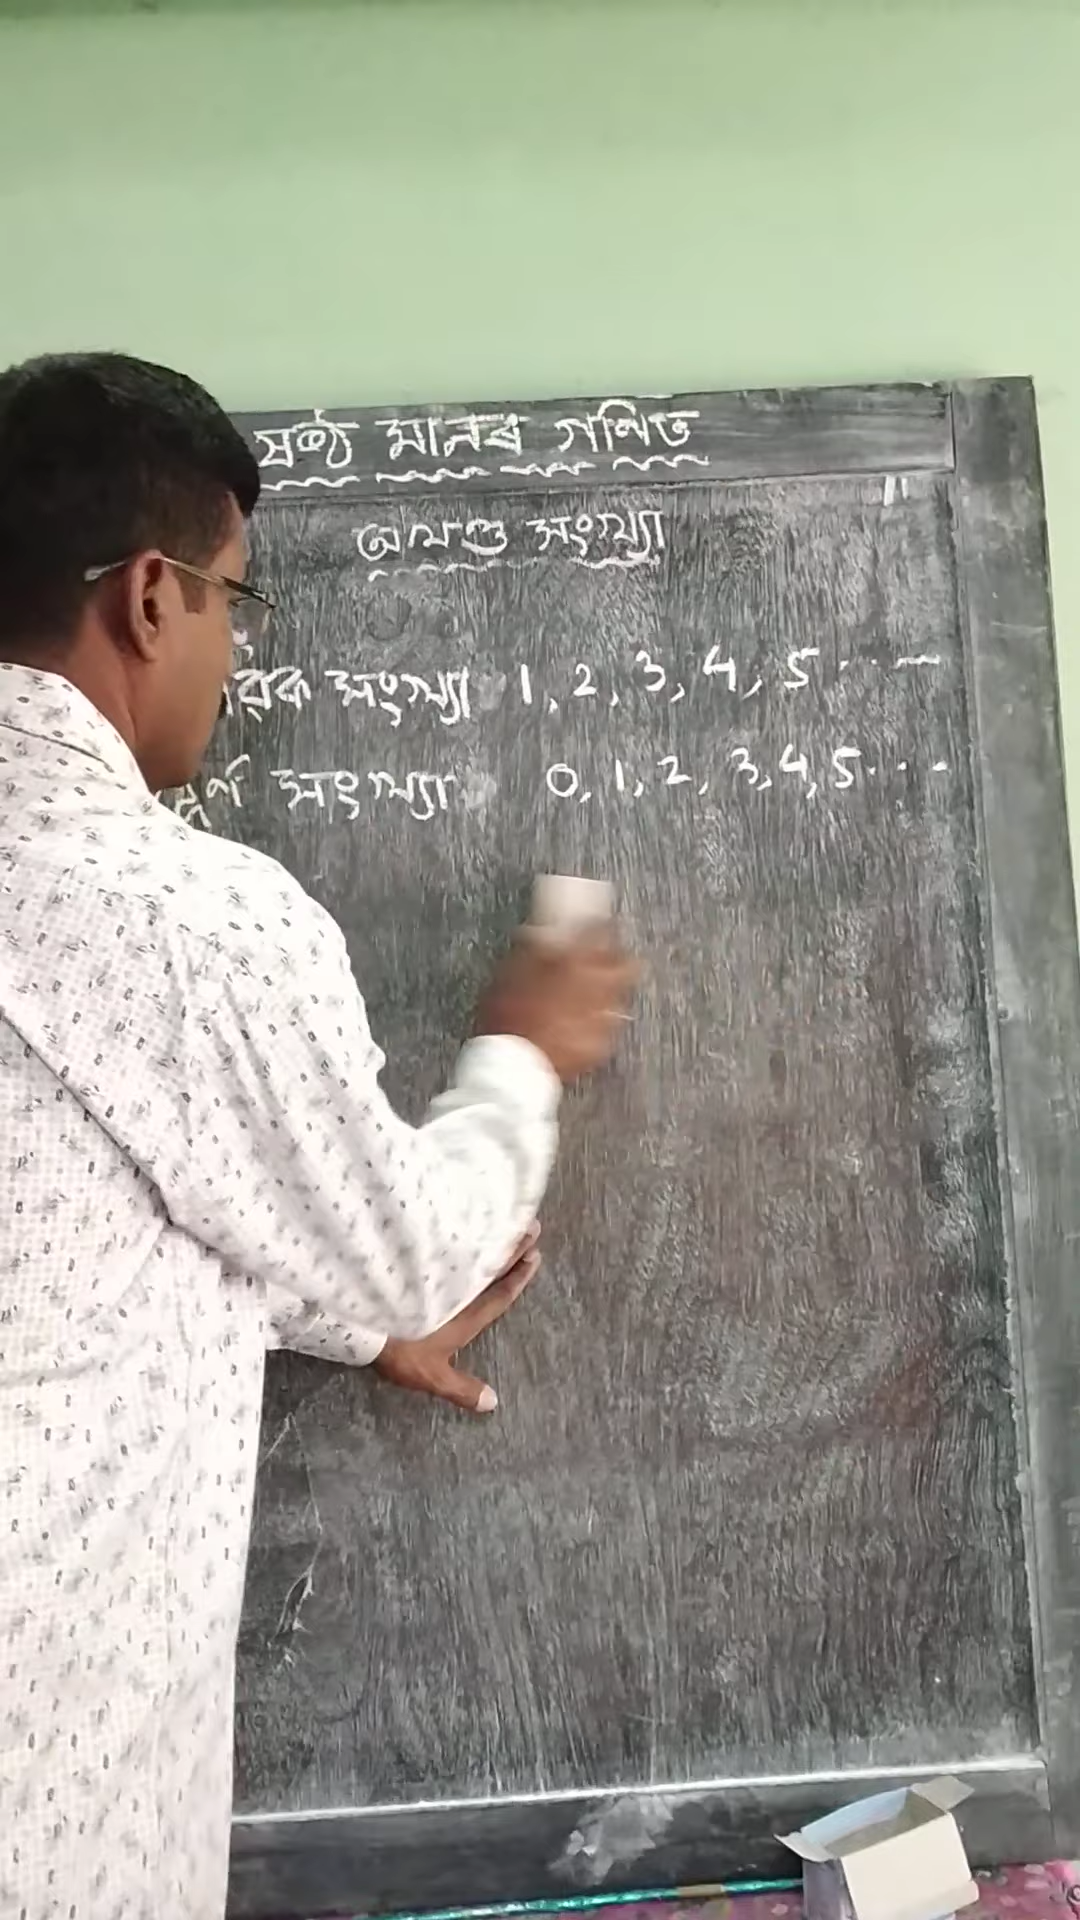 ষষ্ঠ মানৰ গণিত
অখণ্ড সংখ্যা
সংখ্যা 1, 2, 3, 4, 5 . . —
সংখ্যা 0, 1, 2, 3, 4, 5 . . .